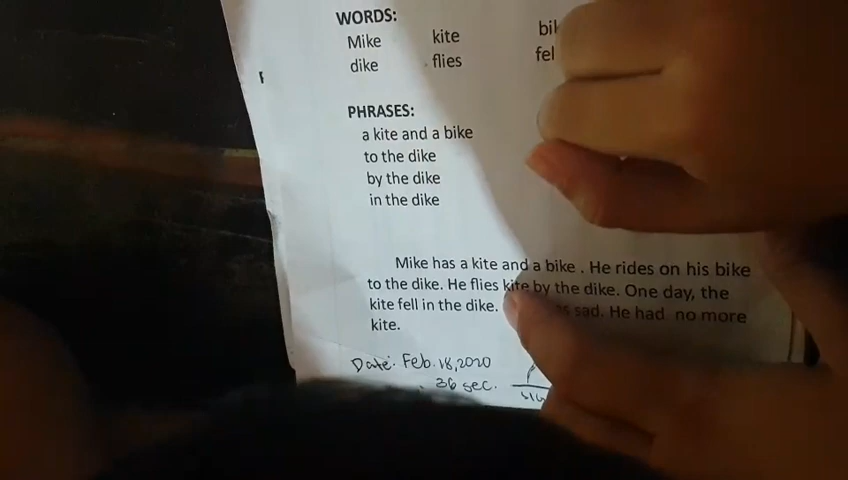 WORDS:
Mike kite
dike flies
PHRASES:
a kite and a bike
to the dike
by the dike
in the dike
Mike has a kite and a bike . He rides on his bike
to the dike. He flies kite by the dike. One day, the
kite fell in the dike. sad. He had no more
kite.
Date: Feb. 18, 2020
36 sec.